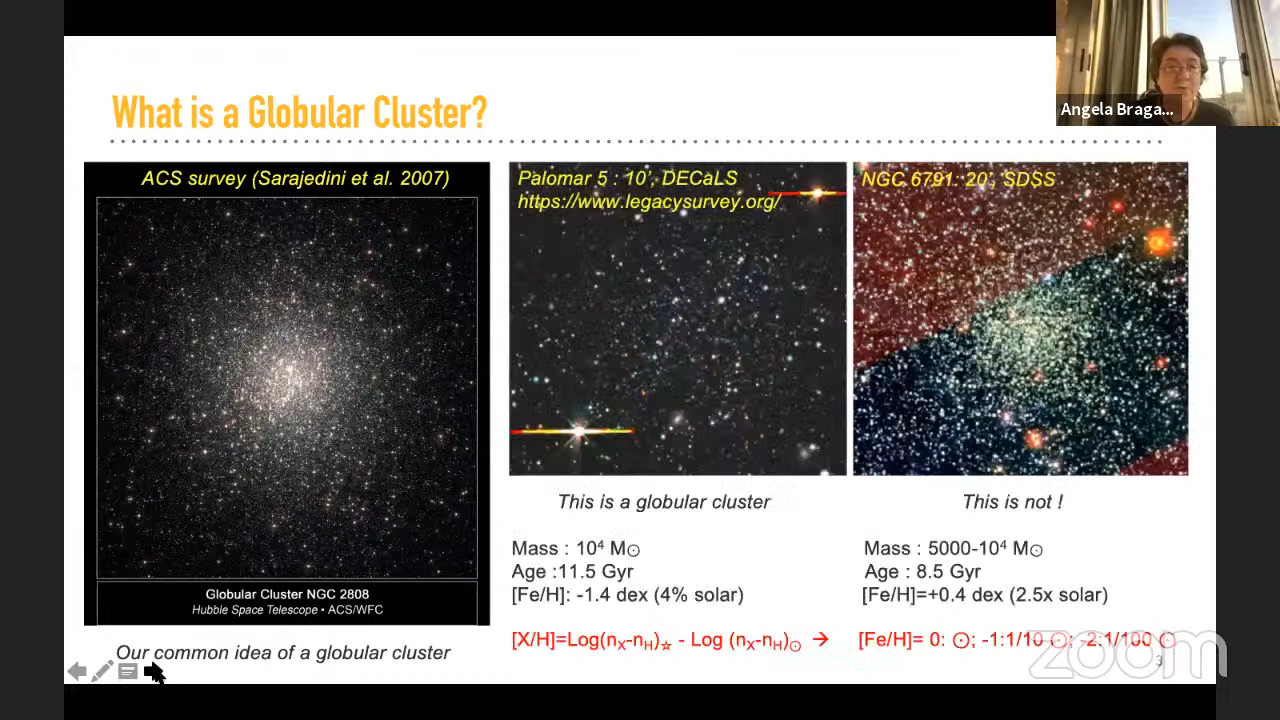 Angela Braga...
What is a Globular Cluster?
ACS survey (Sarajedini et al. 2007)
Palomar 5 : 10', DECaLS
https://www.legacysurvey.org/
NGC 6791: 20', SDSS
Globular Cluster NGC 2808
Hubble Space Telescope • ACS/WFC
Our common idea of a globular cluster
This is a globular cluster
This is not !
Mass : 10⁴ M☉
Age :11.5 Gyr
[Fe/H]: -1.4 dex (4% solar)
Mass : 5000-10⁴ M☉
Age : 8.5 Gyr
[Fe/H]=+0.4 dex (2.5x solar)
[X/H]=Log(nX-nH)☆ - Log (nX-nH)☉ → [Fe/H]= 0: ☉; -1:1/10 ☉; -2:1/100 ☉
zoom
3